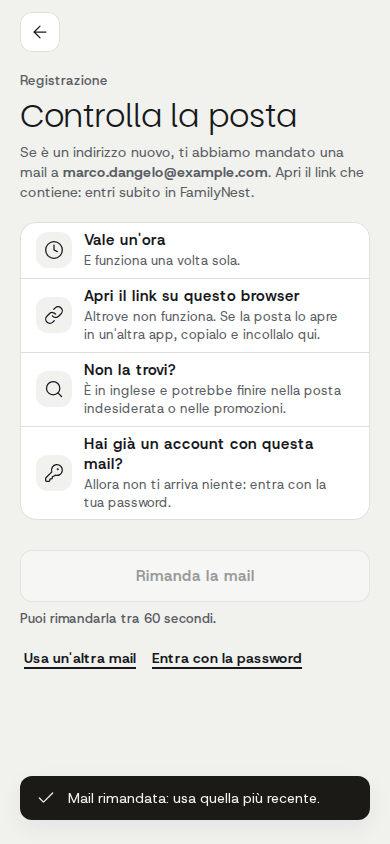 Registrazione
Controlla la posta
Se è un indirizzo nuovo, ti abbiamo mandato una
mail a marco.dangelo@example.com. Apri il link che
contiene: entri subito in FamilyNest.
Vale un'ora
E funziona una volta sola.
Apri il link su questo browser
Altrove non funziona. Se la posta lo apre
in un'altra app, copialo e incollalo qui.
Non la trovi?
È in inglese e potrebbe finire nella posta
indesiderata o nelle promozioni.
Hai già un account con questa
mail?
Allora non ti arriva niente: entra con la
tua password.
Rimanda la mail
Puoi rimandarla tra 60 secondi.
Usa un'altra mail Entra con la password
Mail rimandata: usa quella più recente.